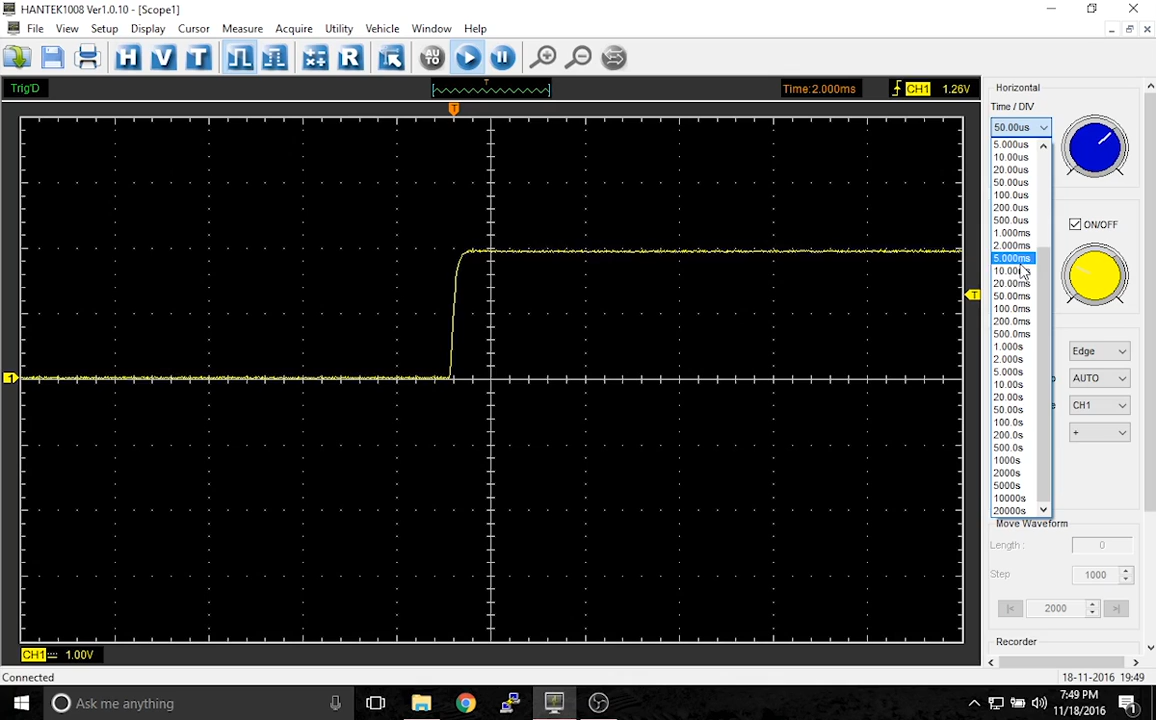 HANTEK1008 Ver1.0.10 - [Scope1]
File View Setup Display Cursor Measure Acquire Utility Vehicle Window Help
H V T R AUTO
Trig'D T Time:2.000ms CH1 1.26V
T
1
T
CH1 1.00V
Horizontal
Time / DIV
50.00us
5.000us
10.00us
20.00us
50.00us
100.0us
200.0us
500.0us
1.000ms
2.000ms
5.000ms
20.00ms
50.00ms
100.0ms
200.0ms
500.0ms
1.000s
2.000s
5.000s
10.00s
20.00s
50.00s
100.0s
200.0s
500.0s
1000s
2000s
5000s
10000s
20000s
ON/OFF
Edge
AUTO
CH1
+
Move Waveform
Length : 0
Step 1000
2000
Recorder
Connected 18-11-2016 19:49
Ask me anything
7:49 PM
11/18/2016
1